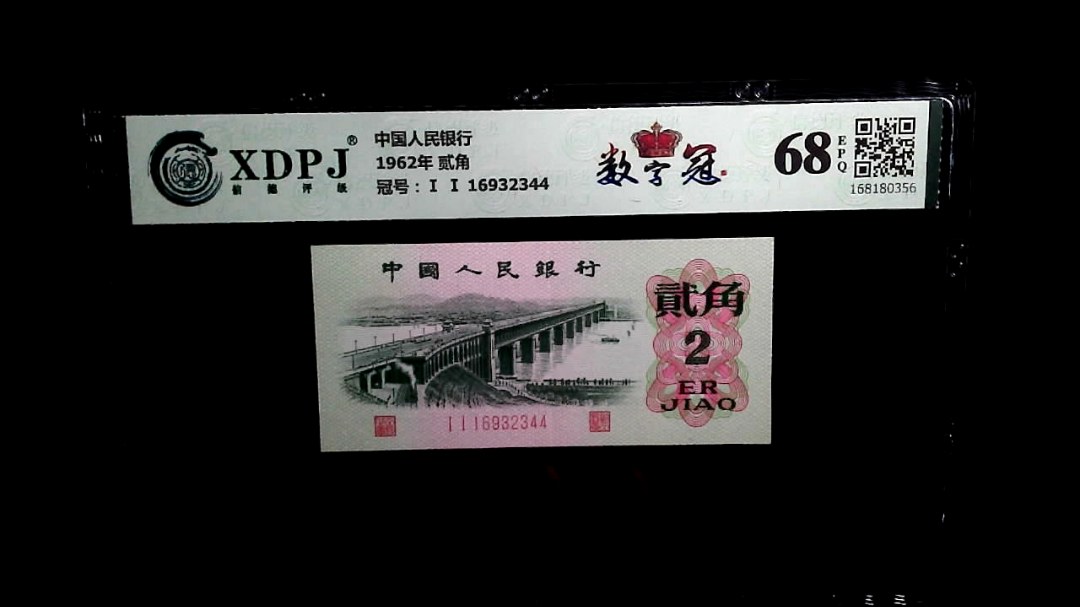 XDPJ®
信德评级
中国人民银行
1962年 贰角
冠号：I I 16932344
数字冠
68
EPQ
168180356
中國人民銀行
貳角
2
ER
JIAO
I I 16932344